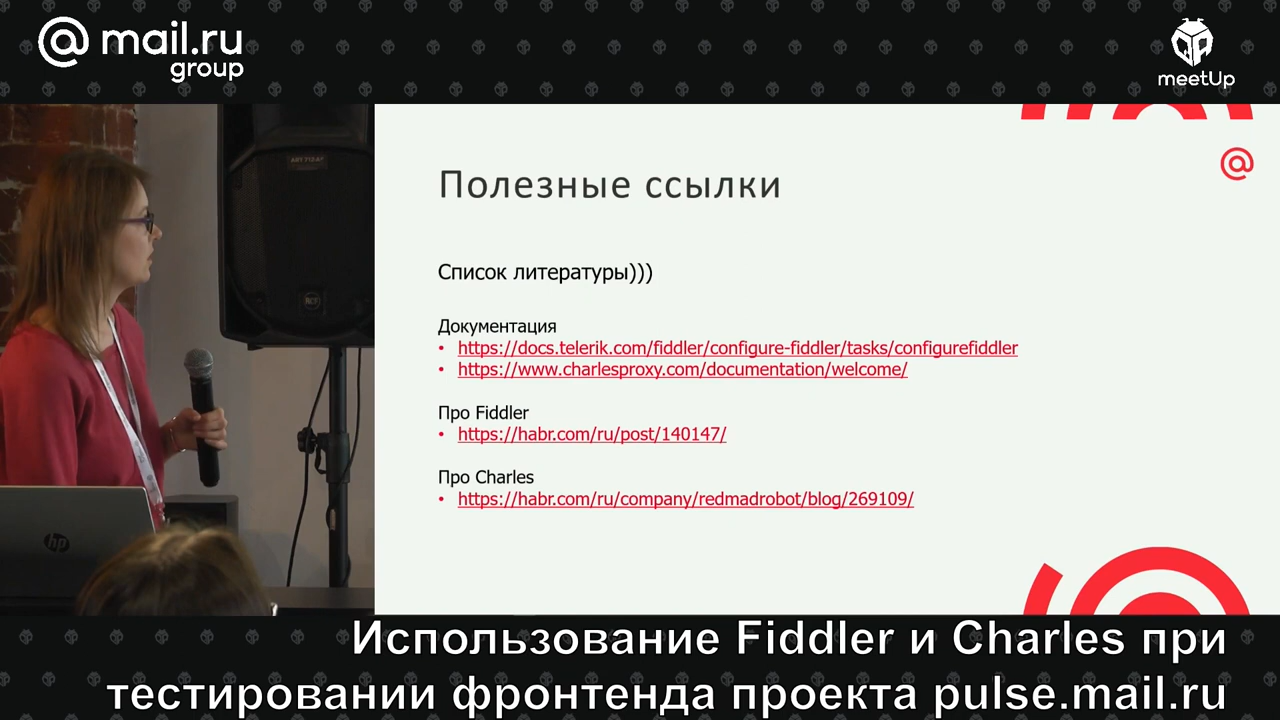 @mail.ru
group
meetUp
@
Полезные ссылки
Список литературы)))
Документация
• https://docs.telerik.com/fiddler/configure-fiddler/tasks/configurefiddler
• https://www.charlesproxy.com/documentation/welcome/
Про Fiddler
• https://habr.com/ru/post/140147/
Про Charles
• https://habr.com/ru/company/redmadrobot/blog/269109/
hp
Использование Fiddler и Charles при
тестировании фронтенда проекта pulse.mail.ru